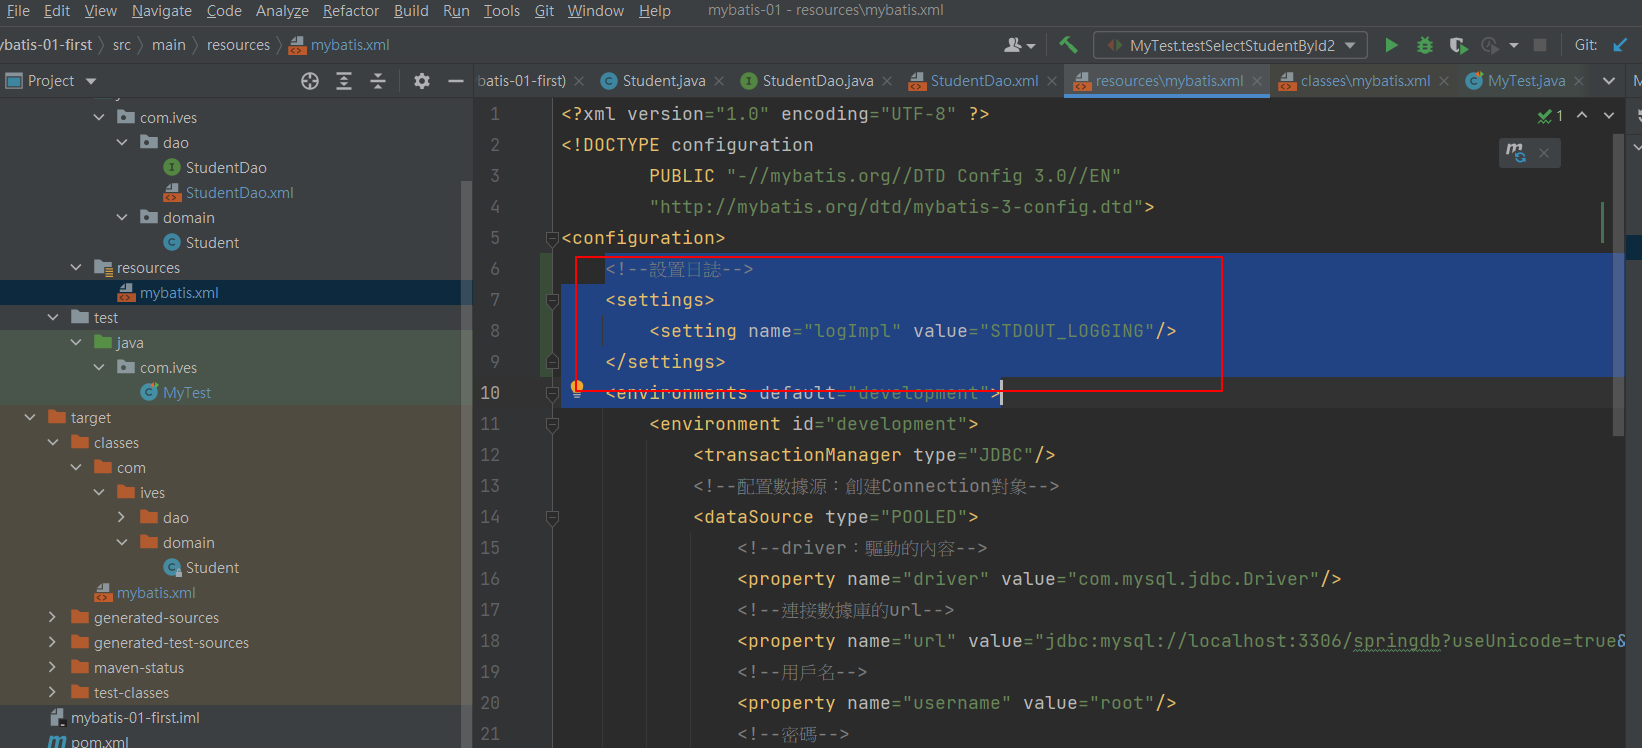 File Edit View Navigate Code Analyze Refactor Build Run Tools Git Window Help mybatis-01 - resources\mybatis.xml
ybatis-01-first src main resources mybatis.xml MyTest.testSelectStudentById2 Git:
Project batis-01-first) Student.java StudentDao.java StudentDao.xml resources\mybatis.xml classes\mybatis.xml MyTest.java
com.ives
dao
StudentDao
StudentDao.xml
domain
Student
resources
mybatis.xml
test
java
com.ives
MyTest
target
classes
com
ives
dao
domain
Student
mybatis.xml
generated-sources
generated-test-sources
maven-status
test-classes
mybatis-01-first.iml
pom.xml
1 <?xml version="1.0" encoding="UTF-8" ?>
2 <!DOCTYPE configuration
3 PUBLIC "-//mybatis.org//DTD Config 3.0//EN"
4 "http://mybatis.org/dtd/mybatis-3-config.dtd">
5 <configuration>
6 <!--設置日誌-->
7 <settings>
8 <setting name="logImpl" value="STDOUT_LOGGING"/>
9 </settings>
10 <environments default="development">
11 <environment id="development">
12 <transactionManager type="JDBC"/>
13 <!--配置數據源：創建Connection對象-->
14 <dataSource type="POOLED">
15 <!--driver：驅動的內容-->
16 <property name="driver" value="com.mysql.jdbc.Driver"/>
17 <!--連接數據庫的url-->
18 <property name="url" value="jdbc:mysql://localhost:3306/springdb?useUnicode=true&
19 <!--用戶名-->
20 <property name="username" value="root"/>
21 <!--密碼-->
1